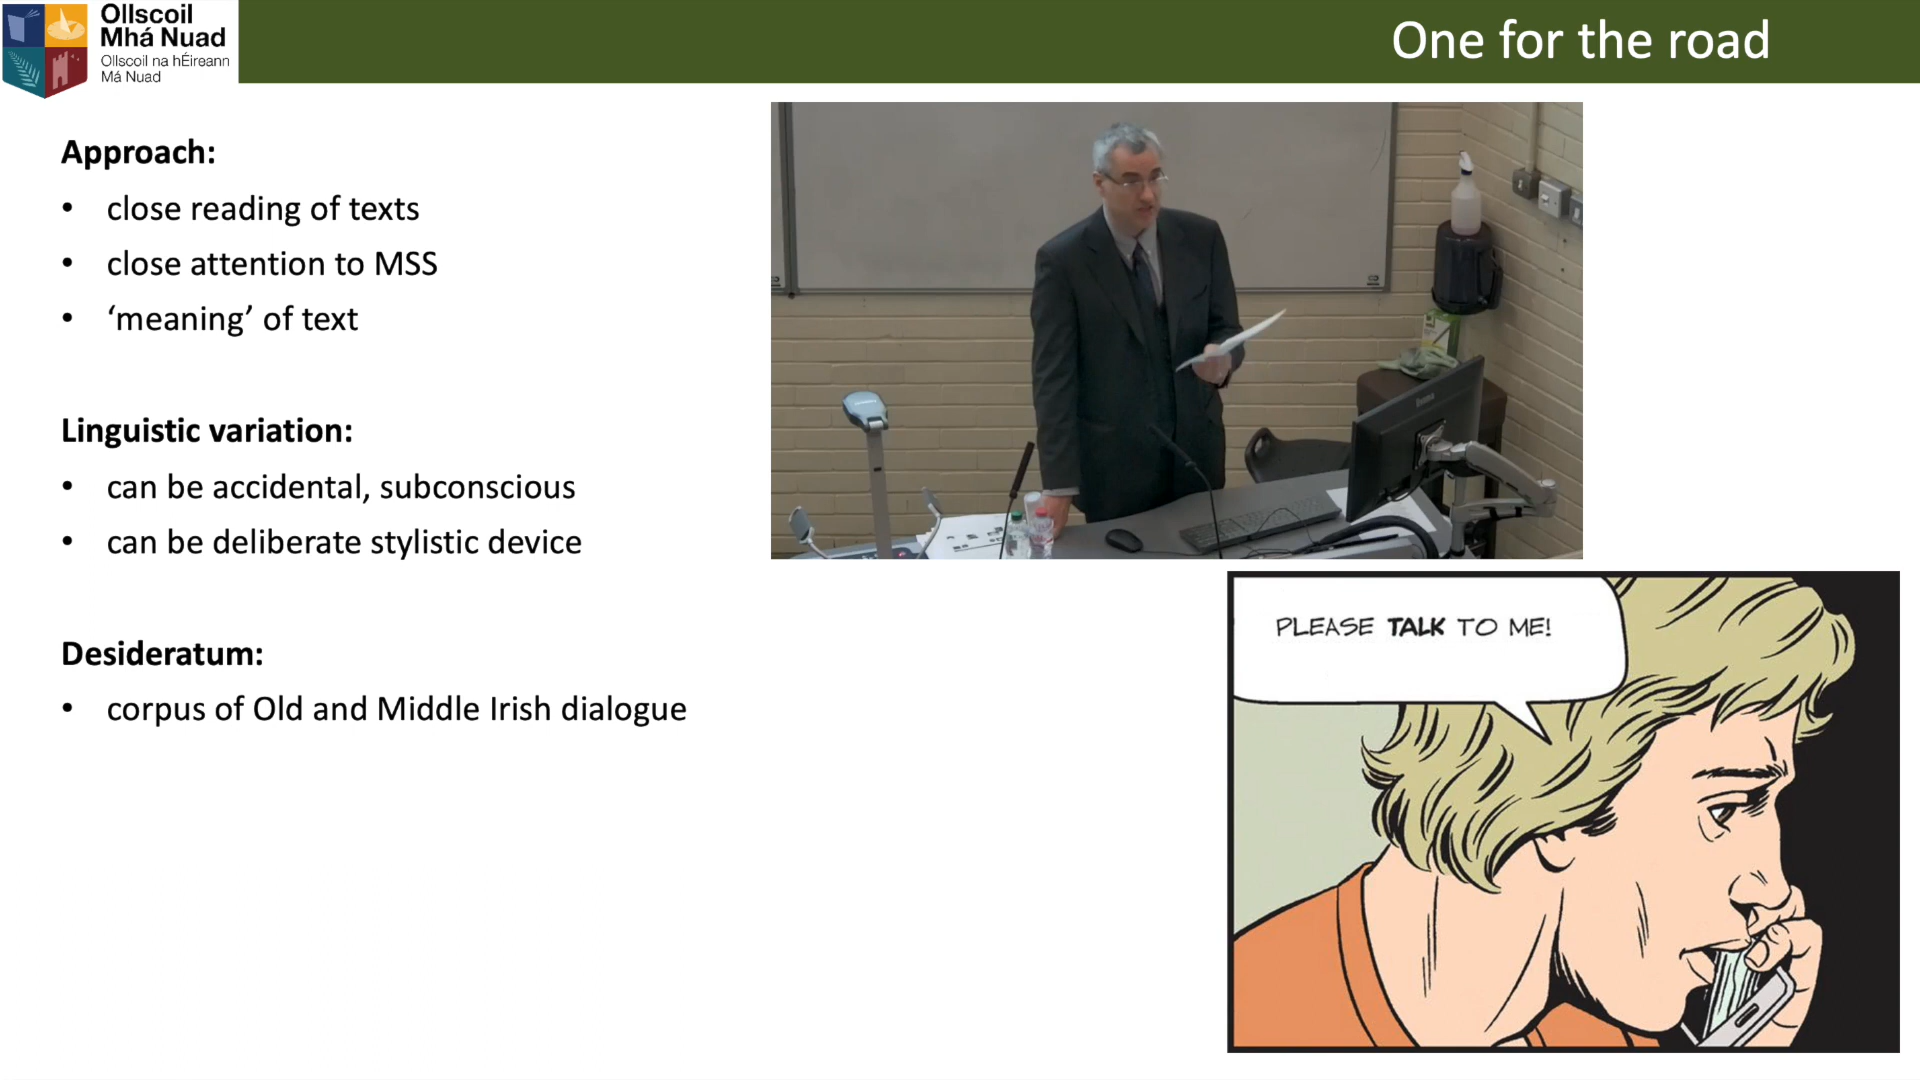 Ollscoil
Mhá Nuad
Ollscoil na hÉireann
Má Nuad
One for the road
Approach:
• close reading of texts
• close attention to MSS
• ‘meaning’ of text
Linguistic variation:
• can be accidental, subconscious
• can be deliberate stylistic device
Desideratum:
• corpus of Old and Middle Irish dialogue
PLEASE TALK TO ME!